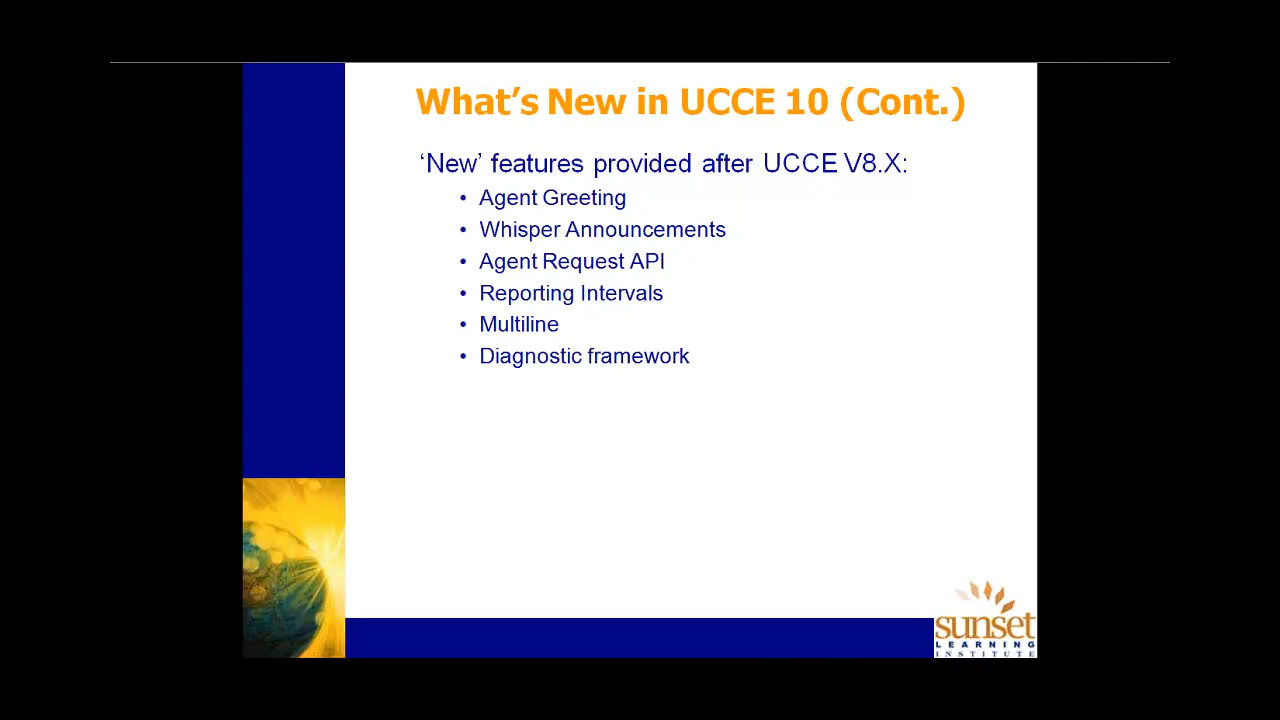 What’s New in UCCE 10 (Cont.)
‘New’ features provided after UCCE V8.X:
• Agent Greeting
• Whisper Announcements
• Agent Request API
• Reporting Intervals
• Multiline
• Diagnostic framework
sunset
LEARNING
INSTITUTE